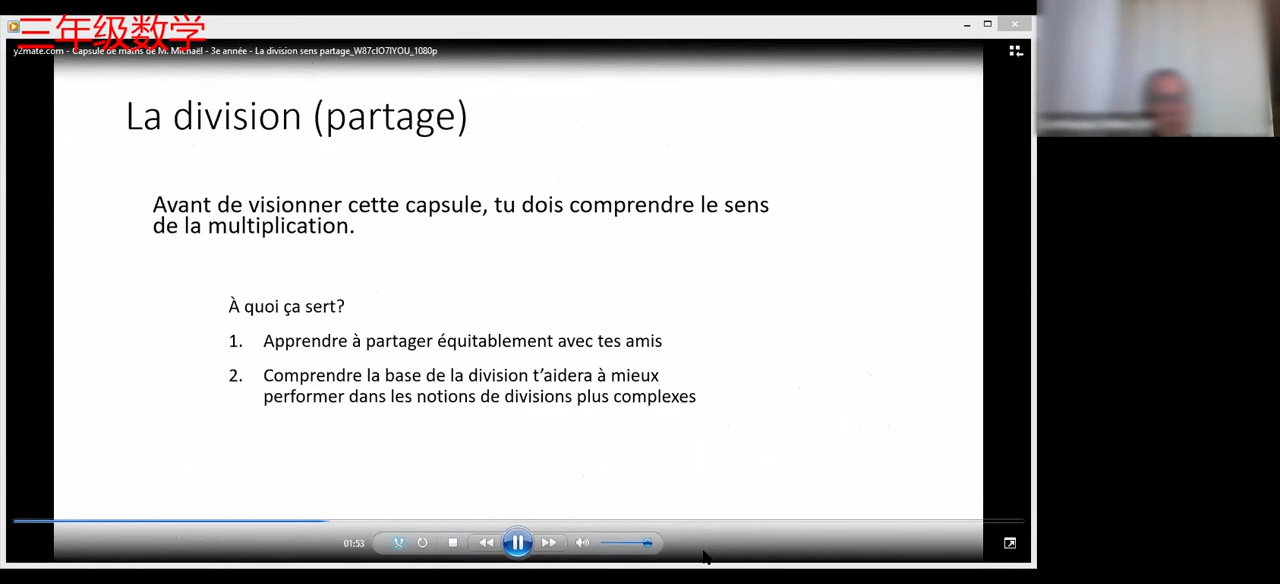 三年级数学
y2mate.com - Capsule de maths de M. Michaël - 3e année - La division sens partage_W87cIO7IYOU_1080p
La division (partage)
Avant de visionner cette capsule, tu dois comprendre le sens
de la multiplication.
À quoi ça sert?
1. Apprendre à partager équitablement avec tes amis
2. Comprendre la base de la division t’aidera à mieux
performer dans les notions de divisions plus complexes
01:53